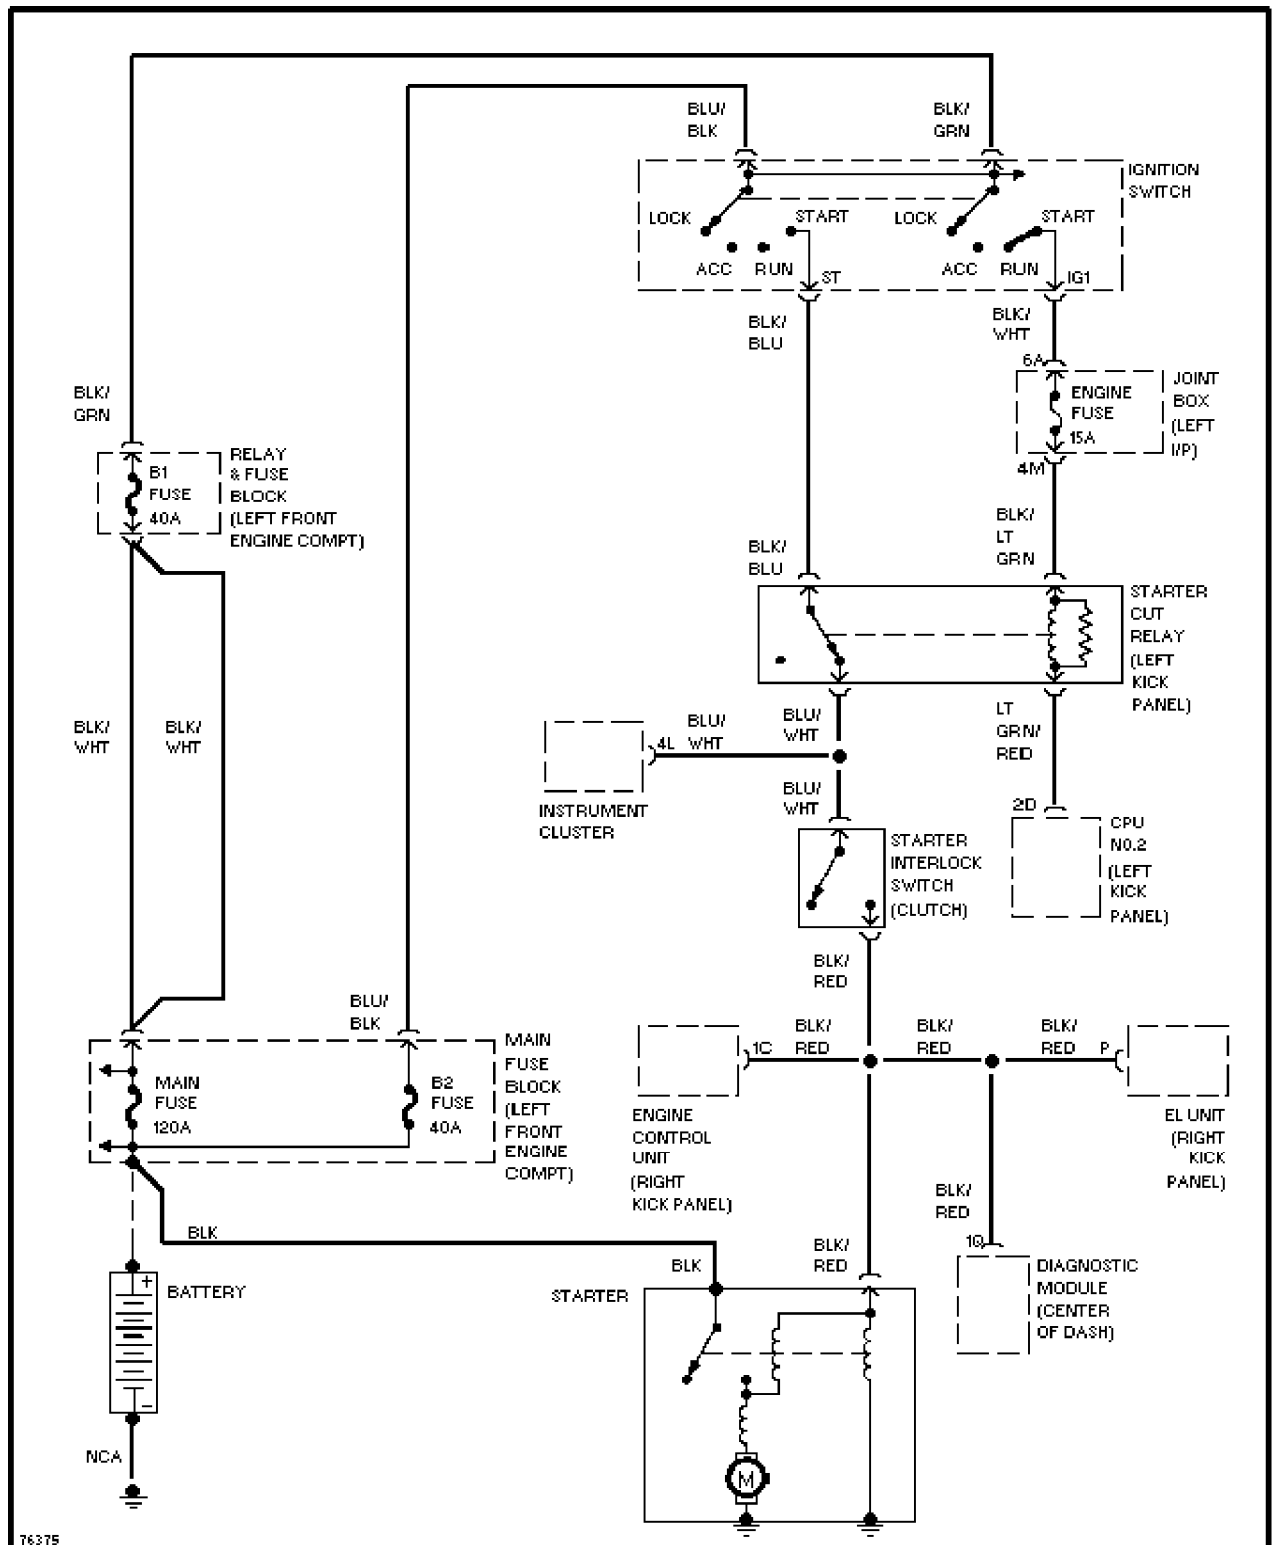 BLU/
BLK
BLK/
GRN
IGNITION
SWITCH
LOCK
START
LOCK
START
ACC
RUN
ST
ACC
RUN
IG1
BLK/
BLU
BLK/
WHT
6A
ENGINE
FUSE
15A
JOINT
BOX
(LEFT
I/P)
4M
BLK/
GRN
RELAY
& FUSE
BLOCK
(LEFT FRONT
ENGINE COMPT)
B1
FUSE
40A
BLK/
LT
GRN
BLK/
BLU
STARTER
CUT
RELAY
(LEFT
KICK
PANEL)
BLK/
WHT
BLK/
WHT
BLU/
WHT
LT
GRN/
RED
4L
BLU/
WHT
INSTRUMENT
CLUSTER
BLU/
WHT
2D
CPU
NO.2
(LEFT
KICK
PANEL)
STARTER
INTERLOCK
SWITCH
(CLUTCH)
BLK/
RED
BLU/
BLK
MAIN
FUSE
BLOCK
(LEFT
FRONT
ENGINE
COMPT)
MAIN
FUSE
120A
B2
FUSE
40A
1C
BLK/
RED
BLK/
RED
BLK/
RED
P
ENGINE
CONTROL
UNIT
(RIGHT
KICK PANEL)
EL UNIT
(RIGHT
KICK
PANEL)
BLK/
RED
1Q
DIAGNOSTIC
MODULE
(CENTER
OF DASH)
BLK
BLK
BLK/
RED
+
BATTERY
-
STARTER
NCA
M
76375